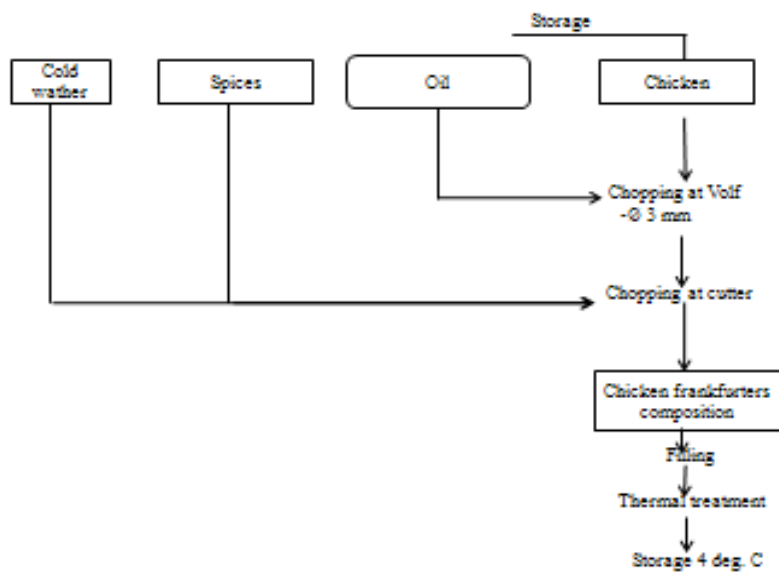 Storage
Cold
wather
Spices
Oil
Chicken
Chopping at Volf
-∅ 3 mm
Chopping at cutter
Chicken frankfurters
composition
Filling
Thermal treatment
Storage 4 deg. C